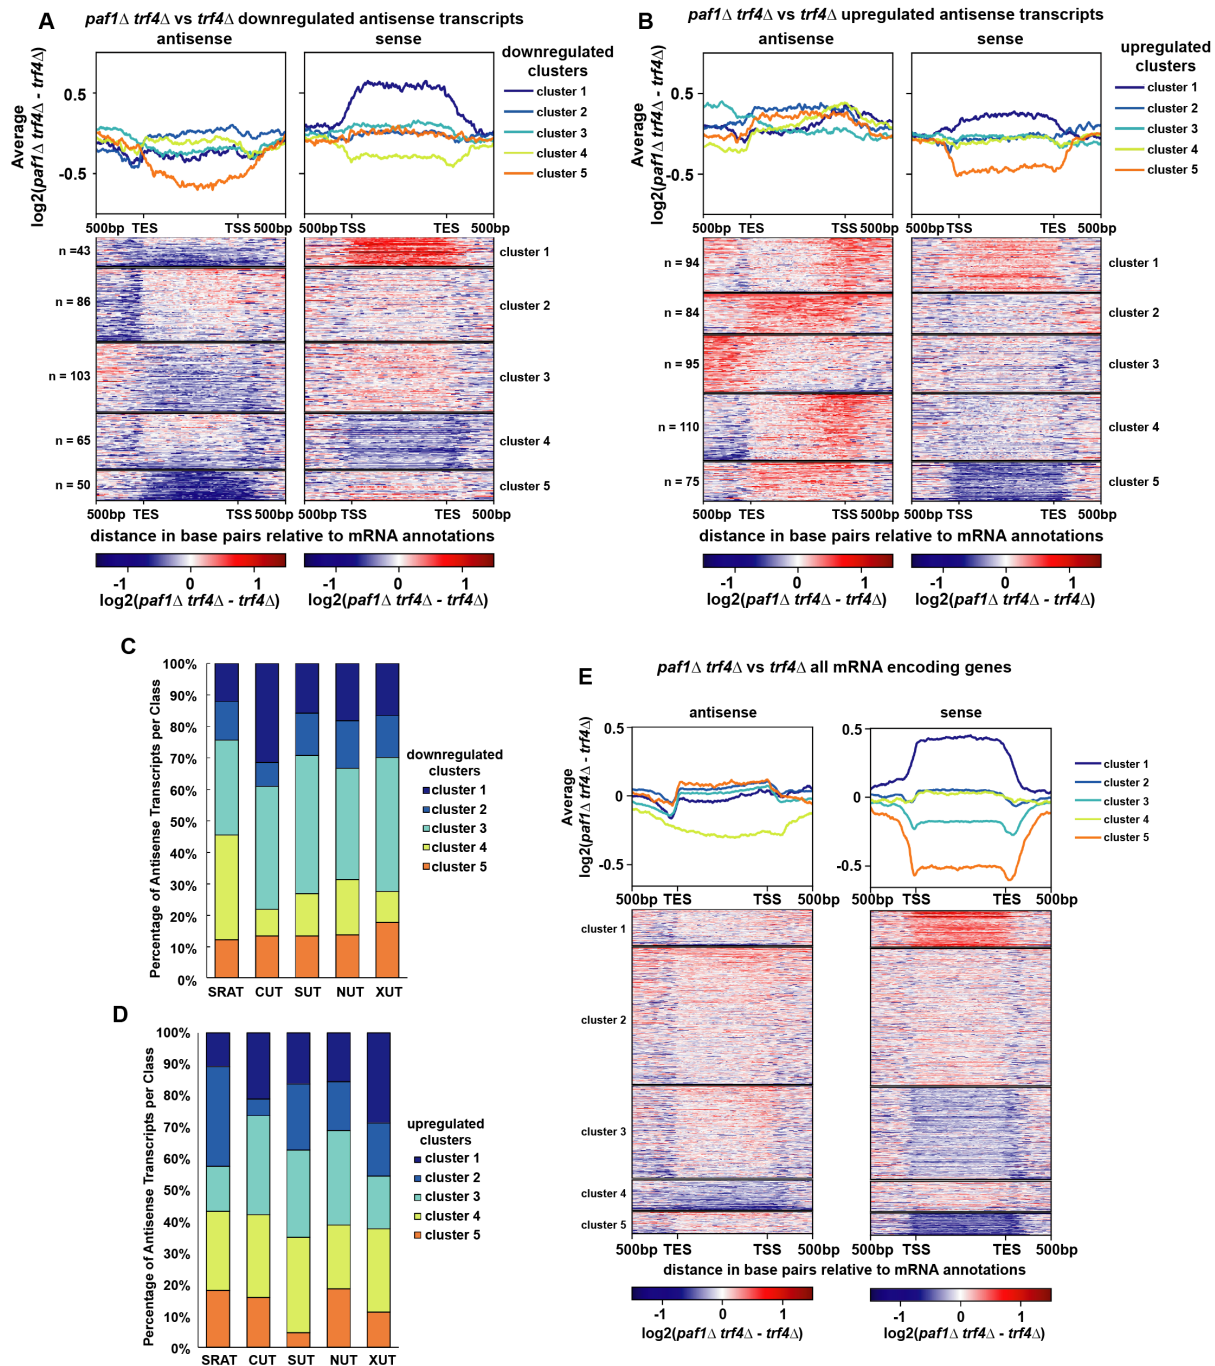 A
paf1Δ trf4Δ vs trf4Δ downregulated antisense transcripts
antisense
sense
downregulated
clusters
Average
log2(paf1Δ trf4Δ - trf4Δ)
0.5
-0.5
cluster 1
cluster 2
cluster 3
cluster 4
cluster 5
500bp TES TSS 500bp
500bp TSS TES 500bp
n =43
n = 86
n = 103
n = 65
n = 50
cluster 1
cluster 2
cluster 3
cluster 4
cluster 5
500bp TES TSS 500bp
500bp TSS TES 500bp
distance in base pairs relative to mRNA annotations
-1 0 1
-1 0 1
log2(paf1Δ trf4Δ - trf4Δ)
log2(paf1Δ trf4Δ - trf4Δ)
B
paf1Δ trf4Δ vs trf4Δ upregulated antisense transcripts
antisense
sense
upregulated
clusters
Average
log2(paf1Δ trf4Δ - trf4Δ)
0.5
-0.5
cluster 1
cluster 2
cluster 3
cluster 4
cluster 5
500bp TES TSS 500bp
500bp TSS TES 500bp
n = 94
n = 84
n = 95
n = 110
n = 75
cluster 1
cluster 2
cluster 3
cluster 4
cluster 5
500bp TES TSS 500bp
500bp TSS TES 500bp
distance in base pairs relative to mRNA annotations
-1 0 1
-1 0 1
log2(paf1Δ trf4Δ - trf4Δ)
log2(paf1Δ trf4Δ - trf4Δ)
C
Percentage of Antisense Transcripts per Class
100%
90%
80%
70%
60%
50%
40%
30%
20%
10%
0%
SRAT CUT SUT NUT XUT
downregulated
clusters
cluster 1
cluster 2
cluster 3
cluster 4
cluster 5
D
Percentage of Antisense Transcripts per Class
100%
90%
80%
70%
60%
50%
40%
30%
20%
10%
0%
SRAT CUT SUT NUT XUT
upregulated
clusters
cluster 1
cluster 2
cluster 3
cluster 4
cluster 5
E
paf1Δ trf4Δ vs trf4Δ all mRNA encoding genes
antisense
sense
Average
log2(paf1Δ trf4Δ - trf4Δ)
0.5
0
-0.5
0.5
0
-0.5
cluster 1
cluster 2
cluster 3
cluster 4
cluster 5
500bp TES TSS 500bp
500bp TSS TES 500bp
cluster 1
cluster 2
cluster 3
cluster 4
cluster 5
500bp TES TSS 500bp
500bp TSS TES 500bp
distance in base pairs relative to mRNA annotations
-1 0 1
-1 0 1
log2(paf1Δ trf4Δ - trf4Δ)
log2(paf1Δ trf4Δ - trf4Δ)